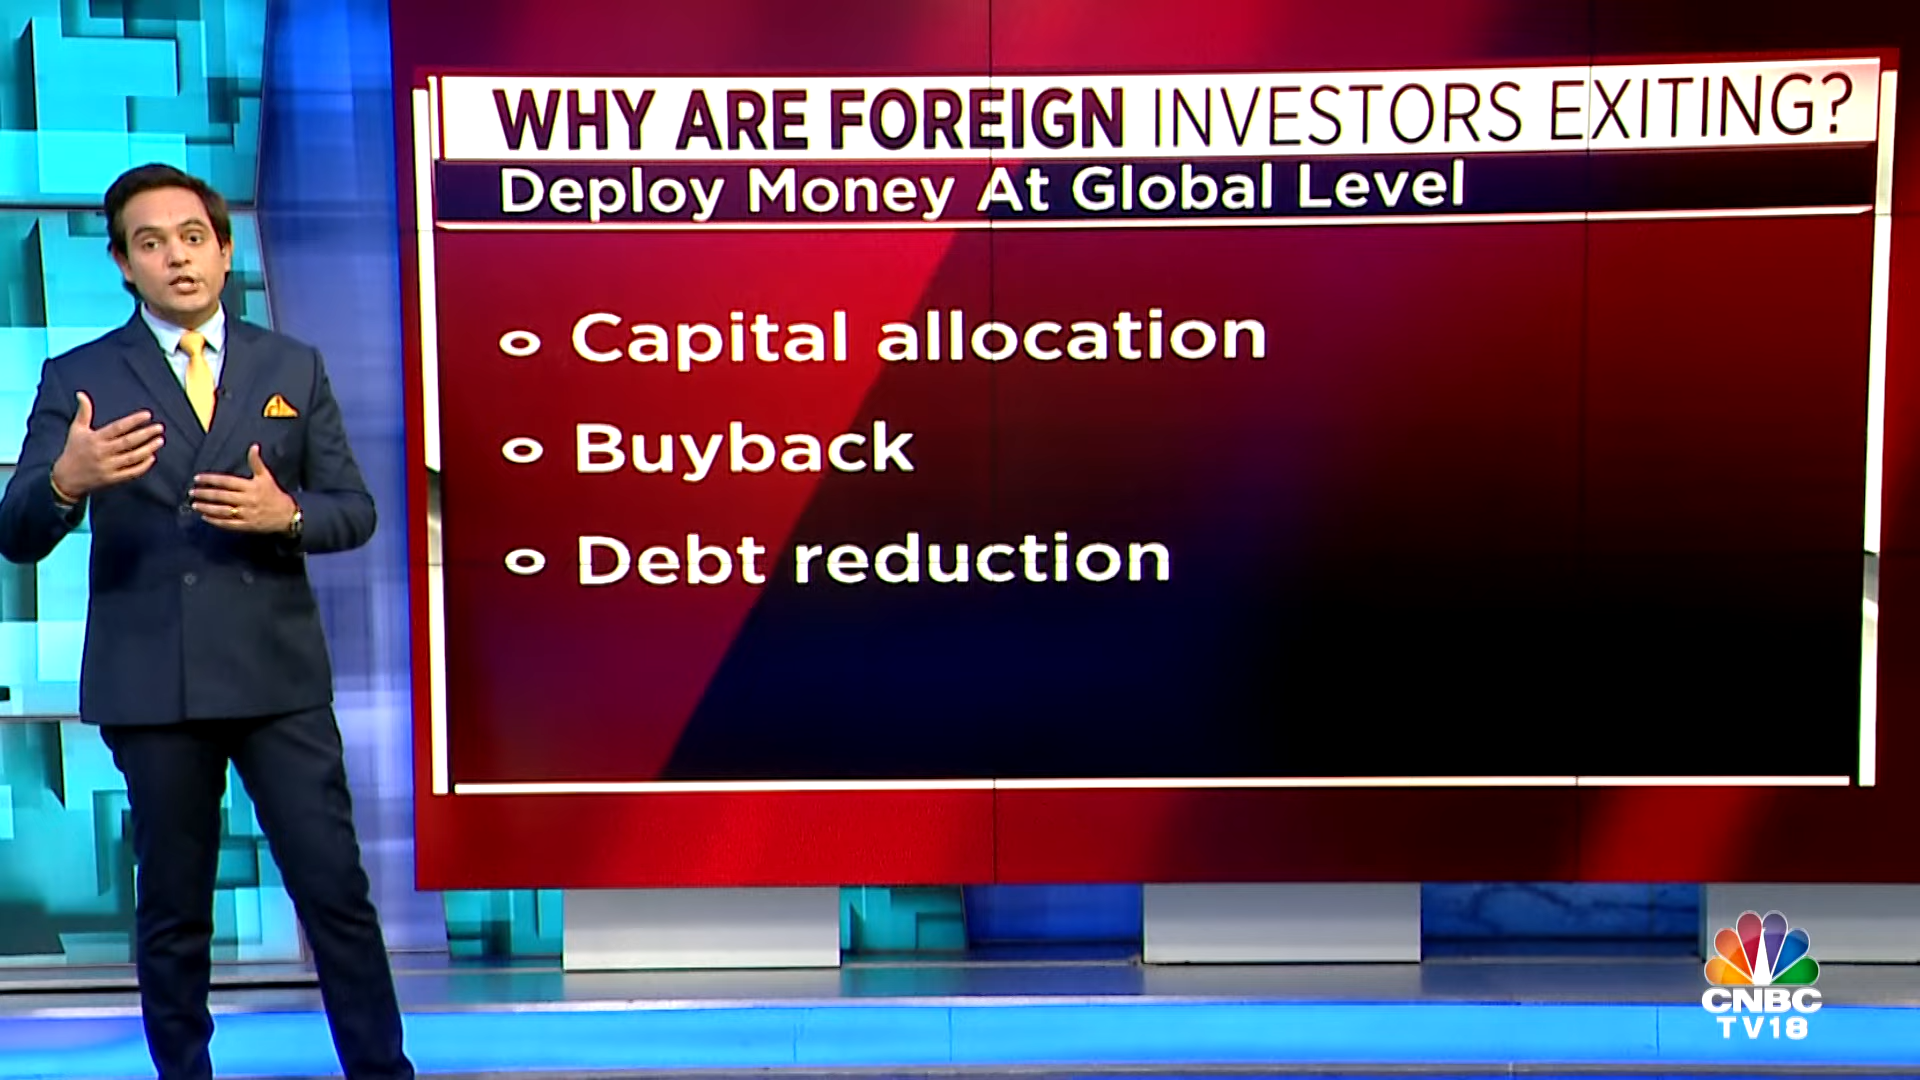 WHY ARE FOREIGN INVESTORS EXITING?
Deploy Money At Global Level
Capital allocation
Buyback
Debt reduction
CNBC
TV18